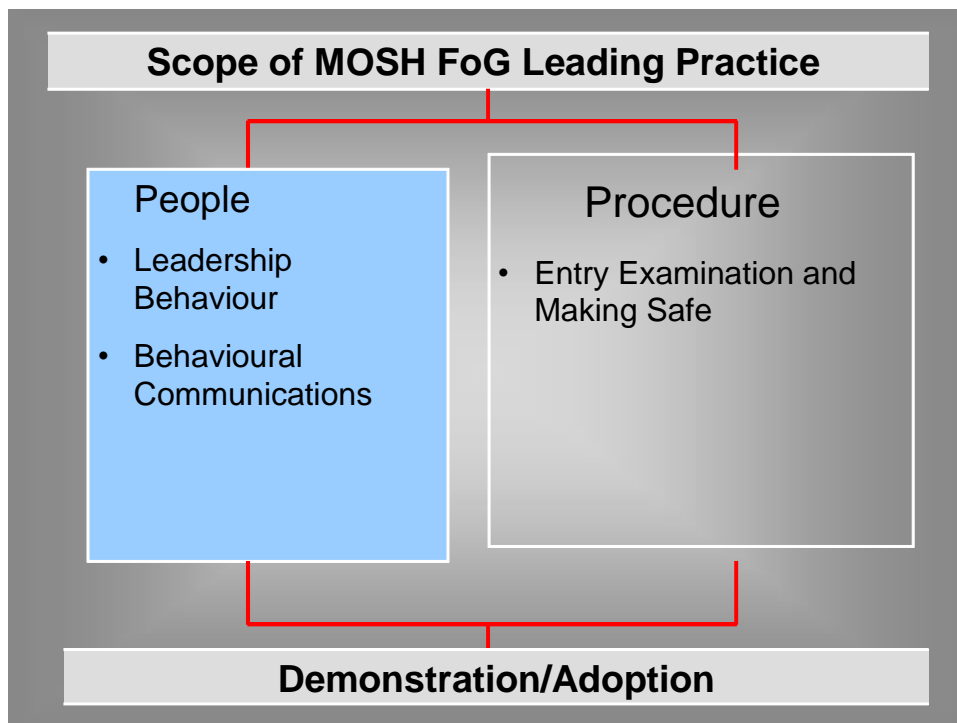 Scope of MOSH FoG Leading Practice
People
• Leadership
Behaviour
• Behavioural
Communications
Procedure
• Entry Examination and
Making Safe
Demonstration/Adoption